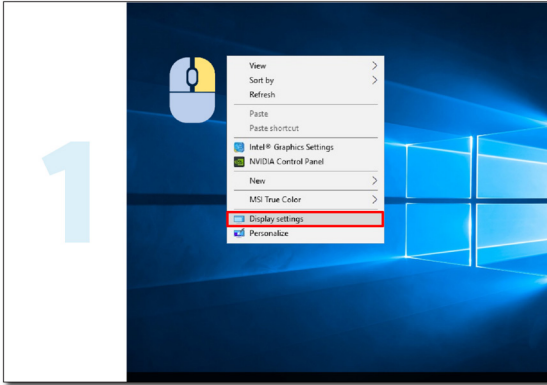 1
View
Sort by
Refresh
Paste
Paste shortcut
Intel® Graphics Settings
NVIDIA Control Panel
New
MSI True Color
Display settings
Personalize